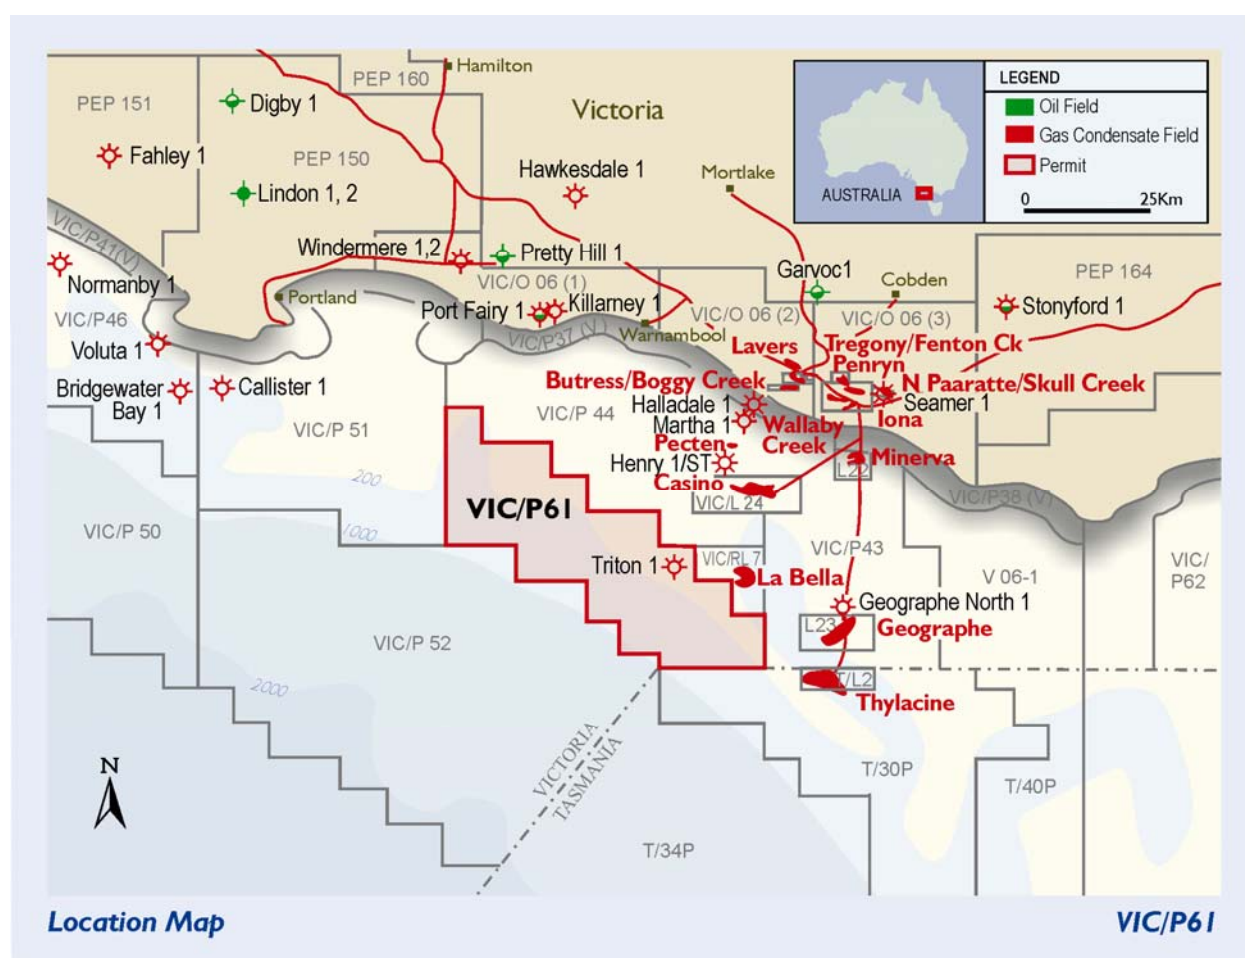 Hamilton
PEP 160
PEP 151
Digby 1
Victoria
Fahley 1
PEP 150
Hawkesdale 1
Mortlake
Lindon 1, 2
LEGEND
Oil Field
Gas Condensate Field
Permit
0 25Km
AUSTRALIA
VIC/P41(V)
Windermere 1,2
Pretty Hill 1
Normanby 1
VIC/O 06 (1)
Garvoc1
Cobden
PEP 164
Portland
Port Fairy 1
Killarney 1
VIC/O 06 (2)
VIC/O 06 (3)
Stonyford 1
VIC/P46
VIC/P37 (V)
Warnambool
Voluta 1
Lavers
Tregony/Fenton Ck
Penryn
Bridgewater
Bay 1
Callister 1
Butress/Boggy Creek
N Paaratte/Skull Creek
Halladale 1
Seamer 1
VIC/P 44
Martha 1
Wallaby
Creek
Iona
VIC/P 51
Pecten
Henry 1/ST
Minerva
L22
200
Casino
VIC/L 24
VIC/P38 (V)
VIC/P61
VIC/P 50
1000
VIC/P43
Triton 1
VIC/RL 7
La Bella
V 06-1
VIC/
P62
Geographe North 1
L23
Geographe
VIC/P 52
2000
T/L2
Thylacine
VICTORIA
TASMANIA
N
T/30P
T/40P
T/34P
Location Map
VIC/P61